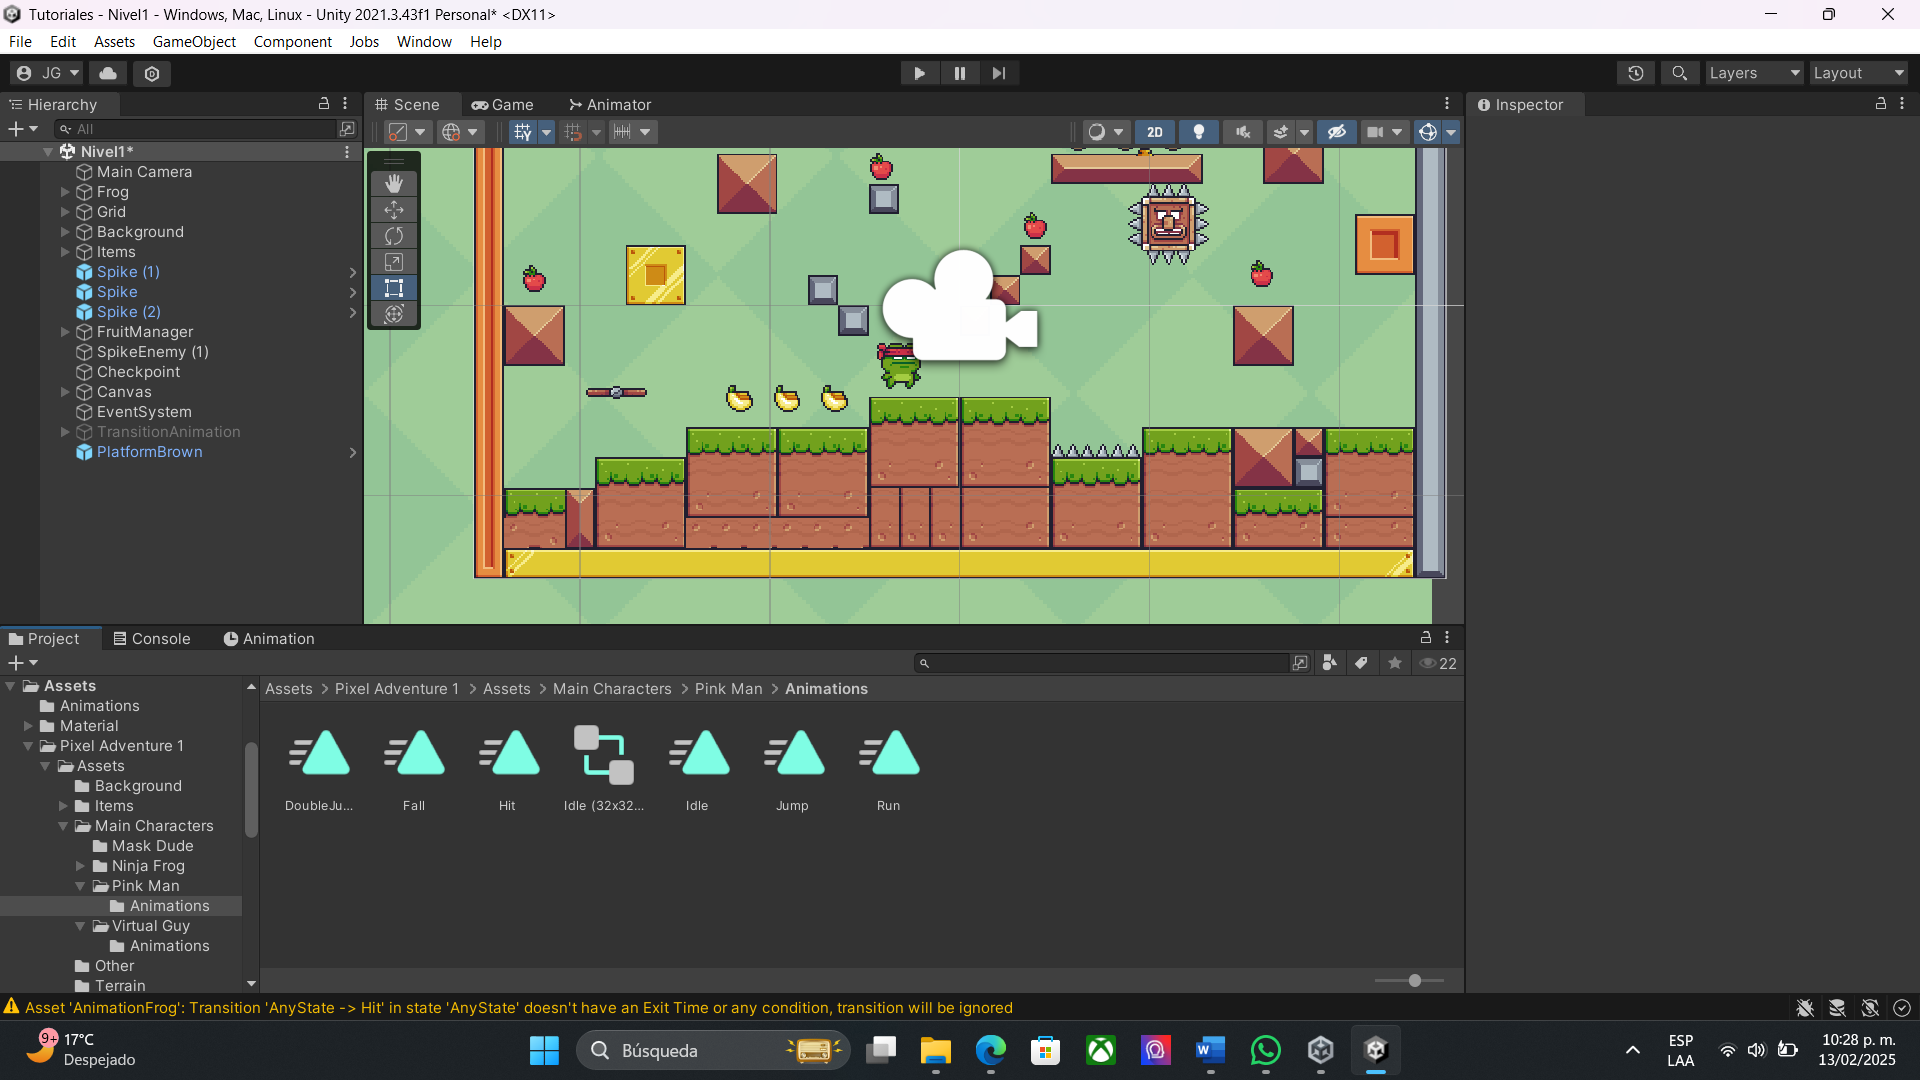 Tutoriales - Nivel1 - Windows, Mac, Linux - Unity 2021.3.43f1 Personal* <DX11>
File Edit Assets GameObject Component Jobs Window Help
JG Layers Layout
Hierarchy
All
Nivel1*
Main Camera
Frog
Grid
Background
Items
Spike (1)
Spike
Spike (2)
FruitManager
SpikeEnemy (1)
Checkpoint
Canvas
EventSystem
TransitionAnimation
PlatformBrown
Scene Game Animator
2D
Inspector
Project Console Animation
22
Assets
Animations
Material
Pixel Adventure 1
Assets
Background
Items
Main Characters
Mask Dude
Ninja Frog
Pink Man
Animations
Virtual Guy
Animations
Other
Terrain
Assets > Pixel Adventure 1 > Assets > Main Characters > Pink Man > Animations
DoubleJu... Fall Hit Idle (32x32... Idle Jump Run
Asset 'AnimationFrog': Transition 'AnyState -> Hit' in state 'AnyState' doesn't have an Exit Time or any condition, transition will be ignored
9+
17°C
Despejado
Búsqueda
ESP
LAA
10:28 p. m.
13/02/2025